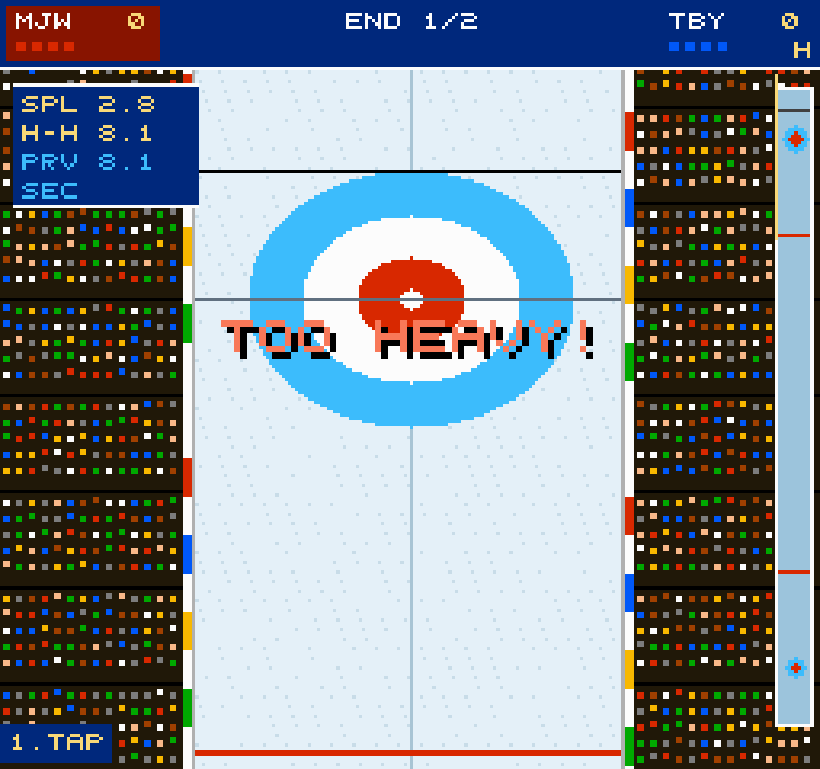 MJW 0
END 1/2
TBY 0
H
SPL 2.8
H-H 8.1
PRV 8.1
SEC
TOO HEAVY!
1.TAP